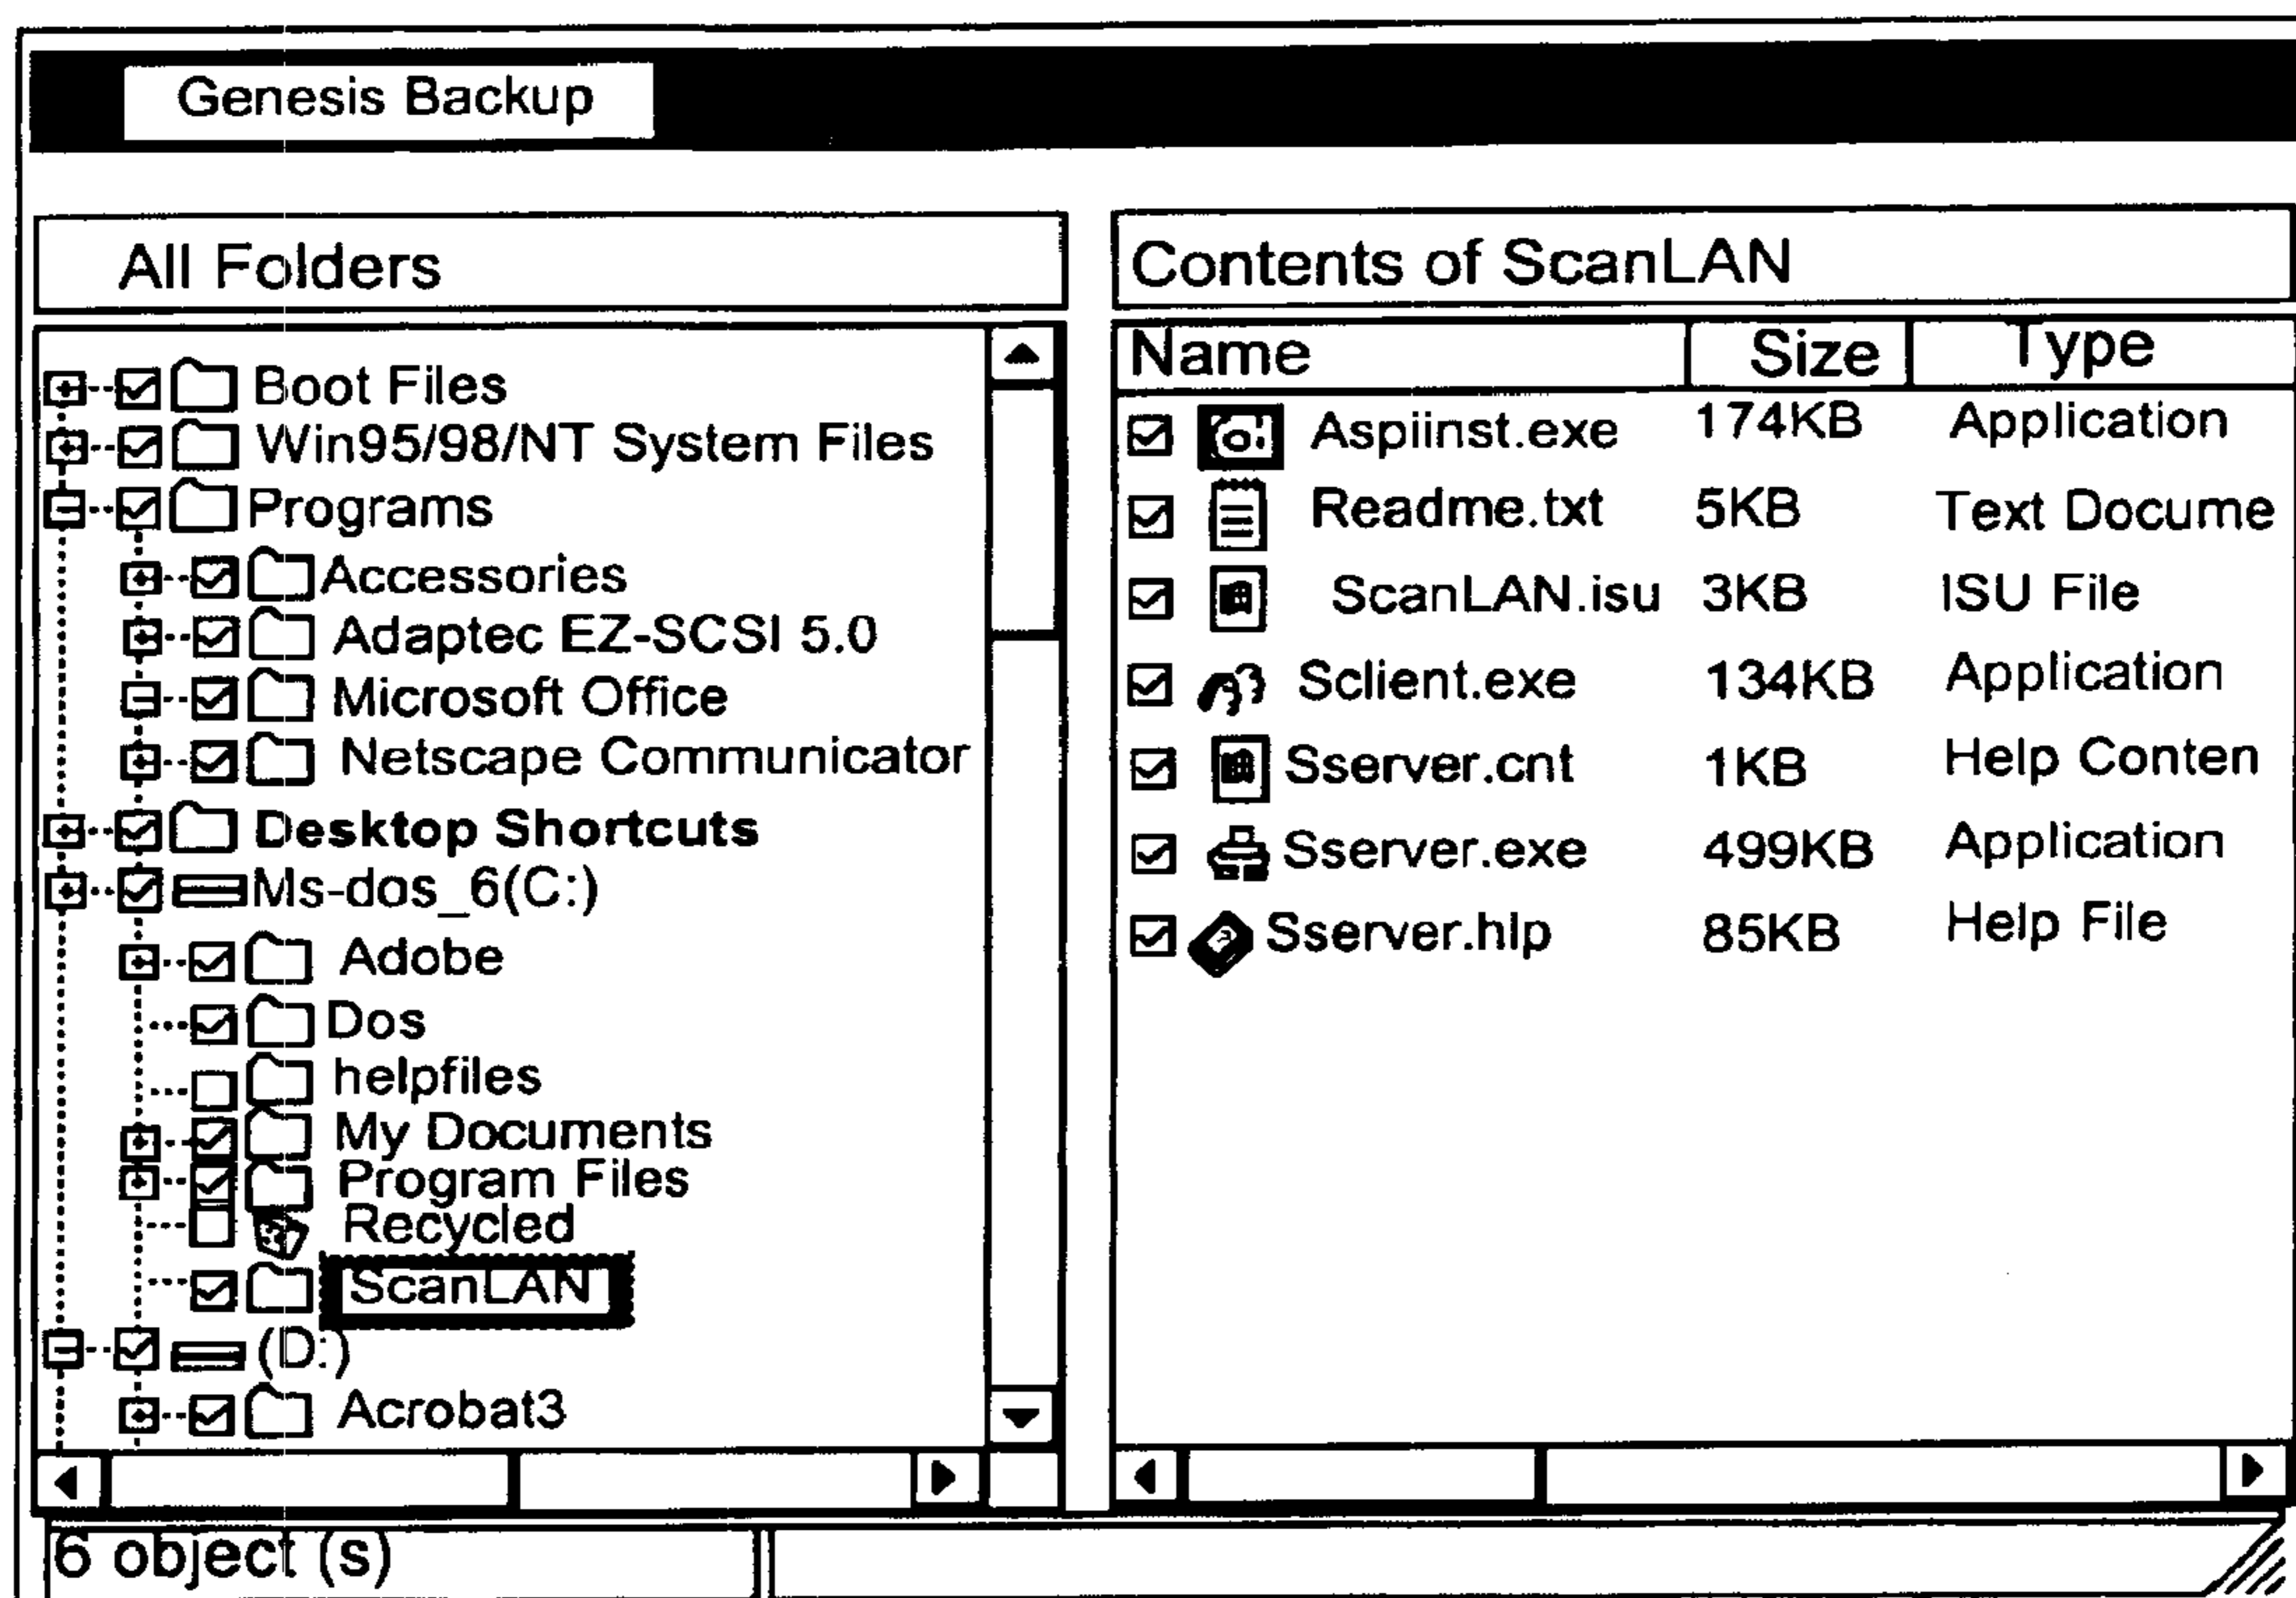 Genesis Backup
All Folders
Boot Files
Win95/98/NT System Files
Programs
Accessories
Adaptec EZ-SCSI 5.0
Microsoft Office
Netscape Communicator
Desktop Shortcuts
Ms-dos_6(C:)
Adobe
Dos
helpfiles
My Documents
Program Files
Recycled
ScanLAN
(D:)
Acrobat3
Contents of ScanLAN
Name Size Type
Aspiinst.exe 174KB Application
Readme.txt 5KB Text Docume
ScanLAN.isu 3KB ISU File
Sclient.exe 134KB Application
Sserver.cnt 1KB Help Conten
Sserver.exe 499KB Application
Sserver.hlp 85KB Help File
6 object (s)